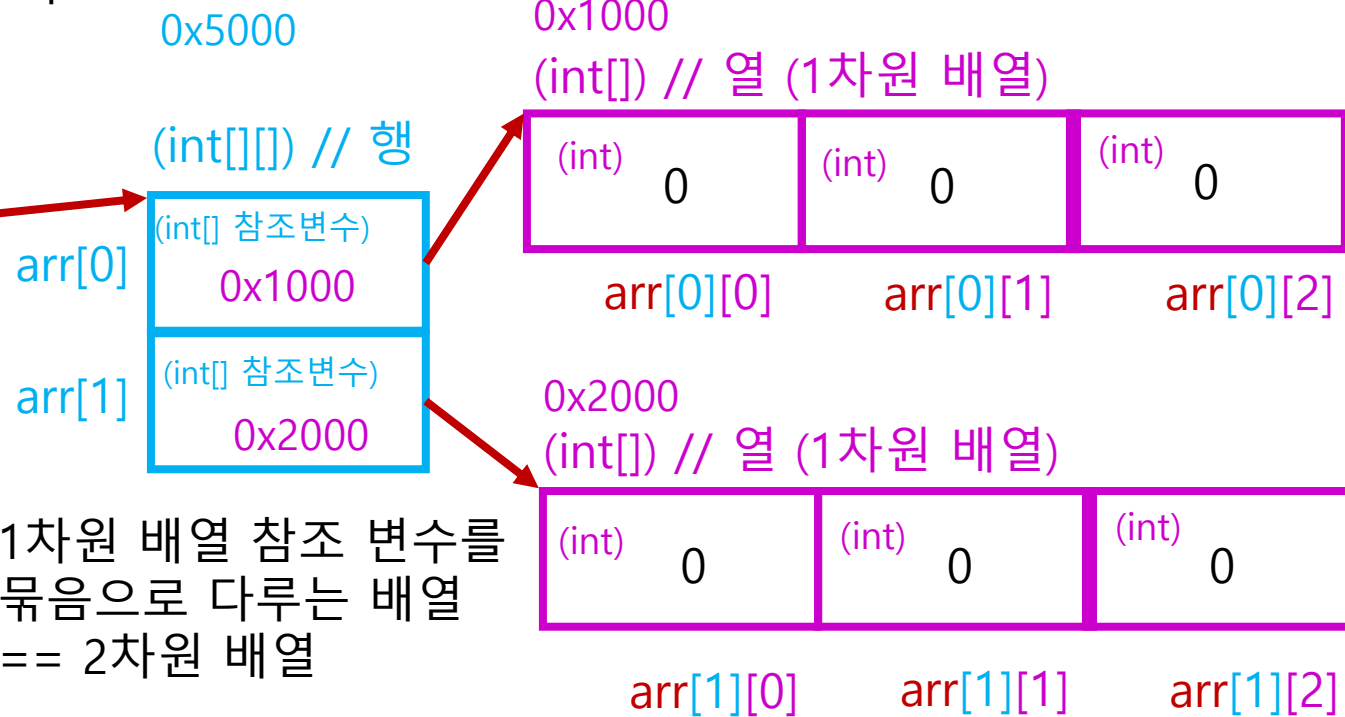 0x5000
(int[][]) // 행
arr[0]
(int[] 참조변수)
0x1000
arr[1]
(int[] 참조변수)
0x2000
1차원 배열 참조 변수를
묶음으로 다루는 배열
== 2차원 배열
0x1000
(int[]) // 열 (1차원 배열)
(int) 0 (int) 0 (int) 0
arr[0][0] arr[0][1] arr[0][2]
0x2000
(int[]) // 열 (1차원 배열)
(int) 0 (int) 0 (int) 0
arr[1][0] arr[1][1] arr[1][2]